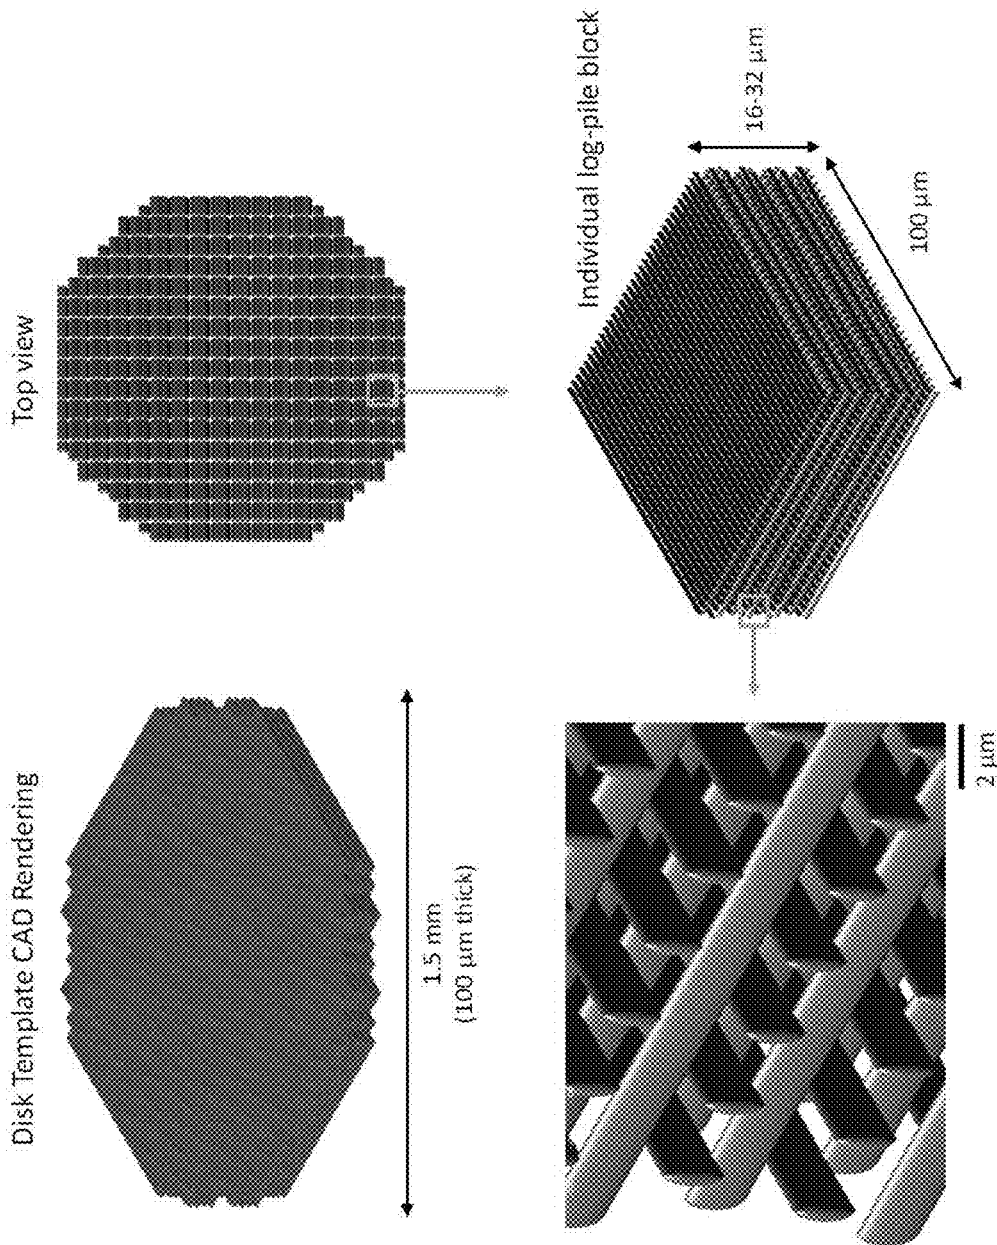 Disk Template CAD Rendering
1.5 mm
(100 µm thick)
Top view
2 µm
Individual log-pile block
16-32 µm
100 µm